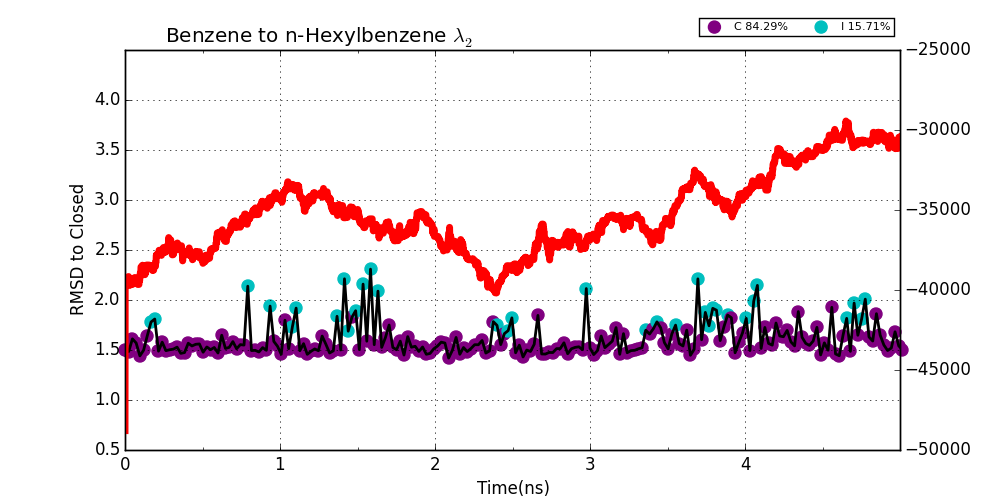 Benzene to n-Hexylbenzene λ₂
C 84.29% I 15.71%
4.0
3.5
3.0
2.5
2.0
1.5
1.0
0.5
RMSD to Closed
−25000
−30000
−35000
−40000
−45000
−50000
0 1 2 3 4
Time(ns)